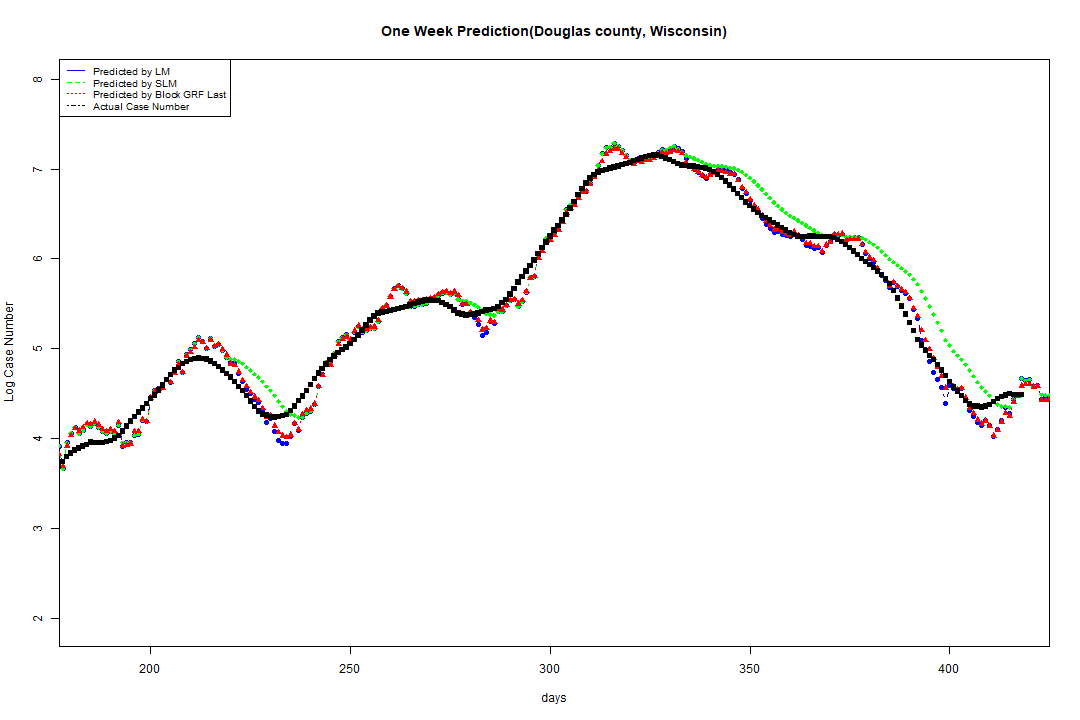 One Week Prediction(Douglas county, Wisconsin)
Predicted by LM
Predicted by SLM
Predicted by Block GRF Last
Actual Case Number
8
7
6
5
4
3
2
Log Case Number
200 250 300 350 400
days